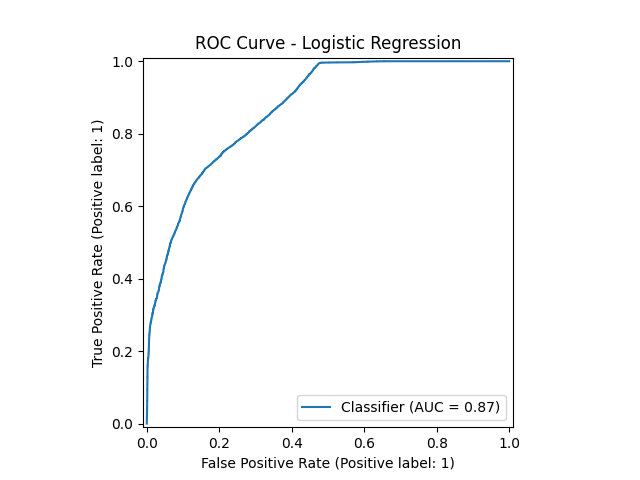 ROC Curve - Logistic Regression
1.0
0.8
0.6
0.4
0.2
0.0
True Positive Rate (Positive label: 1)
Classifier (AUC = 0.87)
0.0 0.2 0.4 0.6 0.8 1.0
False Positive Rate (Positive label: 1)